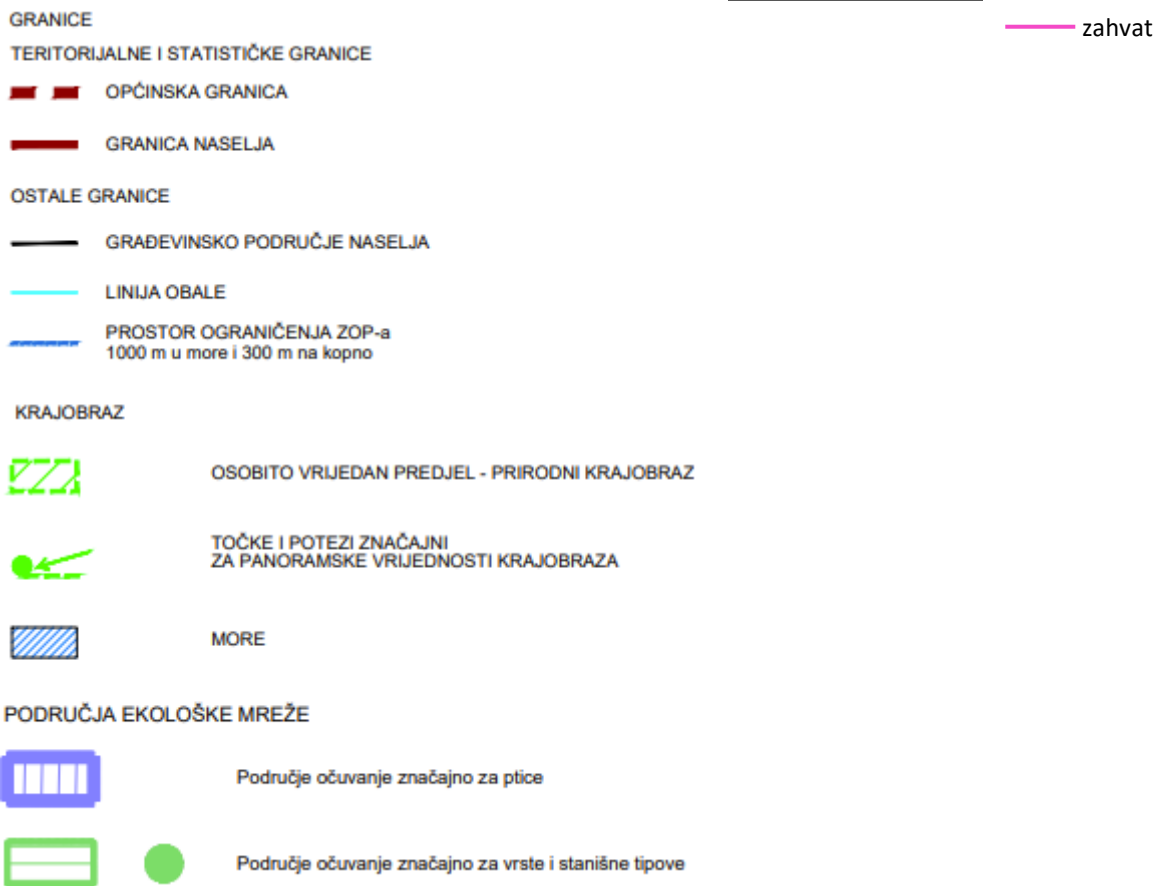 GRANICE
zahvat
TERITORIJALNE I STATISTIČKE GRANICE
OPĆINSKA GRANICA
GRANICA NASELJA
OSTALE GRANICE
GRAĐEVINSKO PODRUČJE NASELJA
LINIJA OBALE
PROSTOR OGRANIČENJA ZOP-a
1000 m u more i 300 m na kopno
KRAJOBRAZ
OSOBITO VRIJEDAN PREDJEL - PRIRODNI KRAJOBRAZ
TOČKE I POTEZI ZNAČAJNI
ZA PANORAMSKE VRIJEDNOSTI KRAJOBRAZA
MORE
PODRUČJA EKOLOŠKE MREŽE
Područje očuvanje značajno za ptice
Područje očuvanje značajno za vrste i stanišne tipove